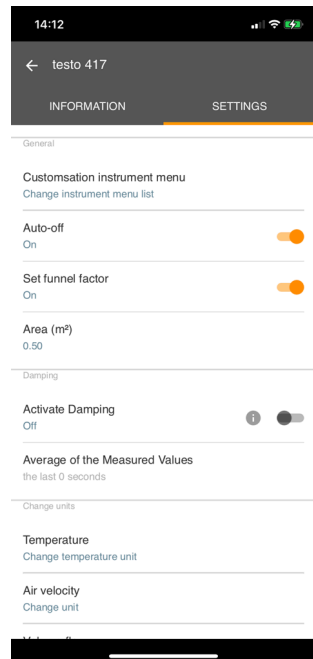 14:12
testo 417
INFORMATION
SETTINGS
General
Customsation instrument menu
Change instrument menu list
Auto-off
On
Set funnel factor
On
Area (m²)
0.50
Damping
Activate Damping
Off
Average of the Measured Values
the last 0 seconds
Change units
Temperature
Change temperature unit
Air velocity
Change unit